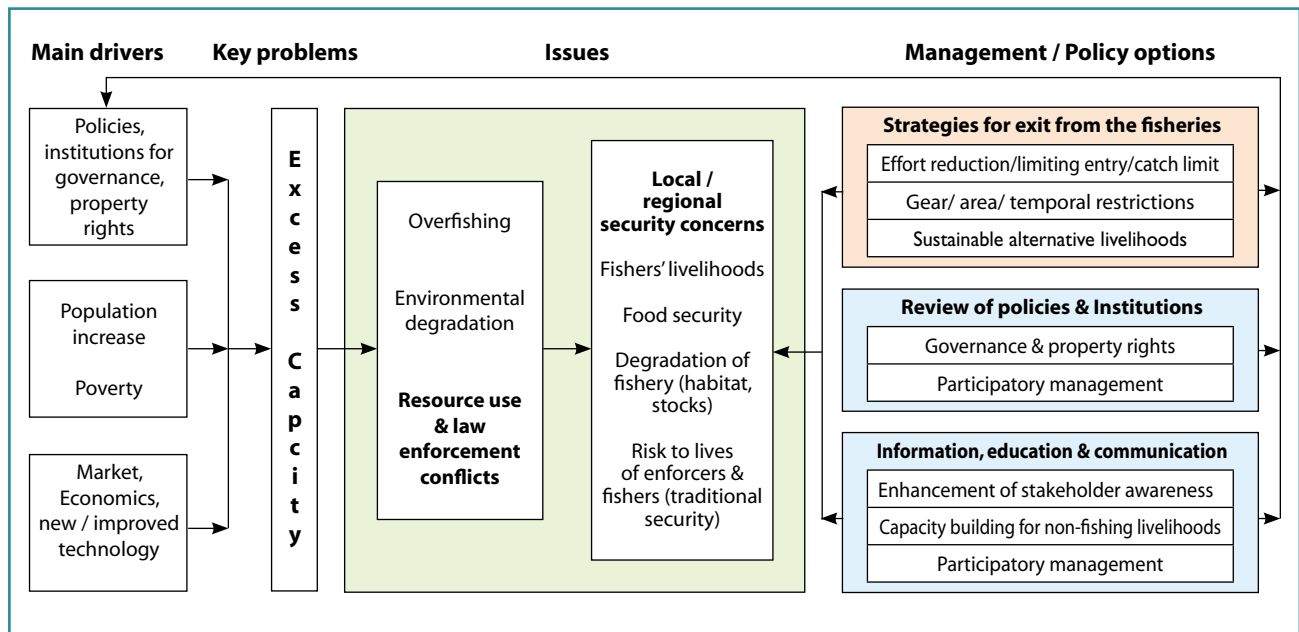 Main drivers
Key problems
Issues
Management / Policy options
Policies,
institutions for
governance,
property
rights
Population
increase
Poverty
Market,
Economics,
new / improved
technology
Excess Capcity
Overfishing
Environmental
degradation
Resource use
& law
enforcement
conflicts
Local /
regional
security concerns
Fishers' livelihoods
Food security
Degradation of
fishery (habitat,
stocks)
Risk to lives
of enforcers &
fishers (traditional
security)
Strategies for exit from the fisheries
Effort reduction/limiting entry/catch limit
Gear/ area/ temporal restrictions
Sustainable alternative livelihoods
Review of policies & Institutions
Governance & property rights
Participatory management
Information, education & communication
Enhancement of stakeholder awareness
Capacity building for non-fishing livelihoods
Participatory management